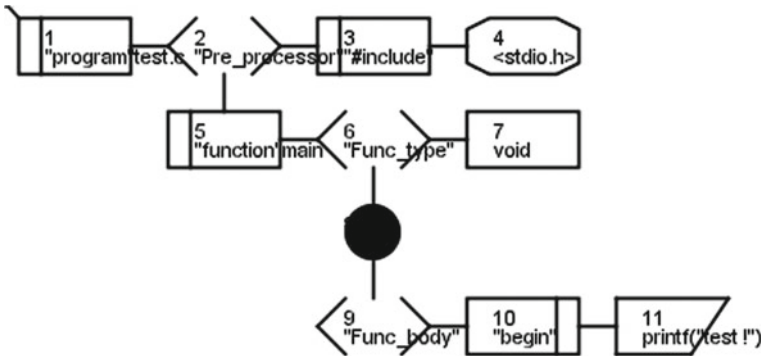 1
"program"test.c
2
"Pre_processor"
3
"#include"
4
<stdio.h>
5
"function"main
6
"Func_type"
7
void
9
"Func_body"
10
"begin"
11
printf("test !")